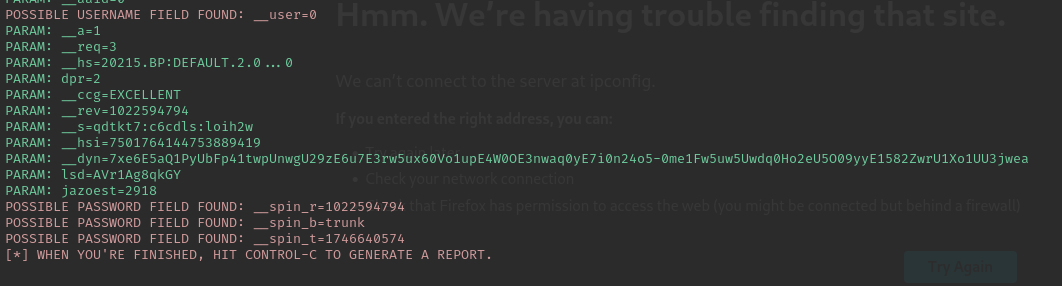 POSSIBLE USERNAME FIELD FOUND: __user=0
Hmm. We're having trouble finding that site.
PARAM: __a=1
PARAM: __req=3
PARAM: __hs=20215.BP:DEFAULT.2.0...0
PARAM: dpr=2
We can't connect to the server at ipconfig.
PARAM: __ccg=EXCELLENT
PARAM: __rev=1022594794
If you entered the right address, you can:
PARAM: __s=qdtkt7:c6cdls:loih2w
PARAM: __hsi=7501764144753889419
PARAM: __dyn=7xe6E5aQ1PyUbFp41twpUnwgU29zE6u7E3rw5ux60Vo1upE4W0OE3nwaq0yE7i0n24o5-0me1Fw5uw5Uwdq0Ho2eU5O09yyE1582ZwrU1Xo1UU3jwea
PARAM: lsd=AVr1Ag8qkGY
Check your network connection
PARAM: jazoest=2918
POSSIBLE PASSWORD FIELD FOUND: __spin_r=1022594794
that Firefox has permission to access the web (you might be connected but behind a firewall)
POSSIBLE PASSWORD FIELD FOUND: __spin_b=trunk
POSSIBLE PASSWORD FIELD FOUND: __spin_t=1746640574
[*] WHEN YOU'RE FINISHED, HIT CONTROL-C TO GENERATE A REPORT.
Try Again